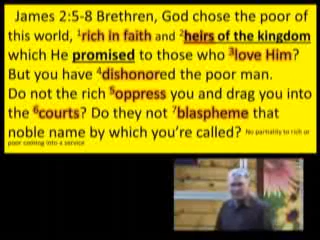 James 2:5-8 Brethren, God chose the poor of
this world, 1rich in faith and 2heirs of the kingdom
which He promised to those who 3love Him?
But you have 4dishonored the poor man.
Do not the rich 5oppress you and drag you into
the 6courts? Do they not 7blaspheme that
noble name by which you're called? No partiality to rich or
poor coming into a service